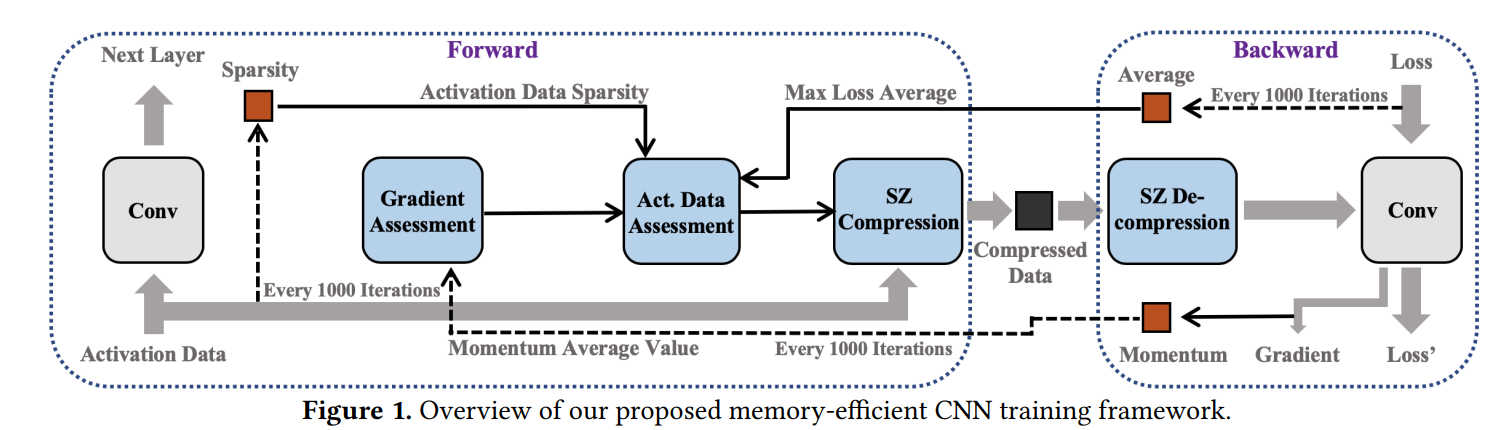 Forward
Backward
Next Layer
Sparsity
Activation Data Sparsity
Max Loss Average
Average
Every 1000 Iterations
Loss
Conv
Gradient
Assessment
Act. Data
Assessment
SZ
Compression
Compressed
Data
SZ De-
compression
Conv
Every 1000 Iterations
Activation Data
Momentum Average Value
Every 1000 Iterations
Momentum
Gradient
Loss’
Figure 1. Overview of our proposed memory-efficient CNN training framework.